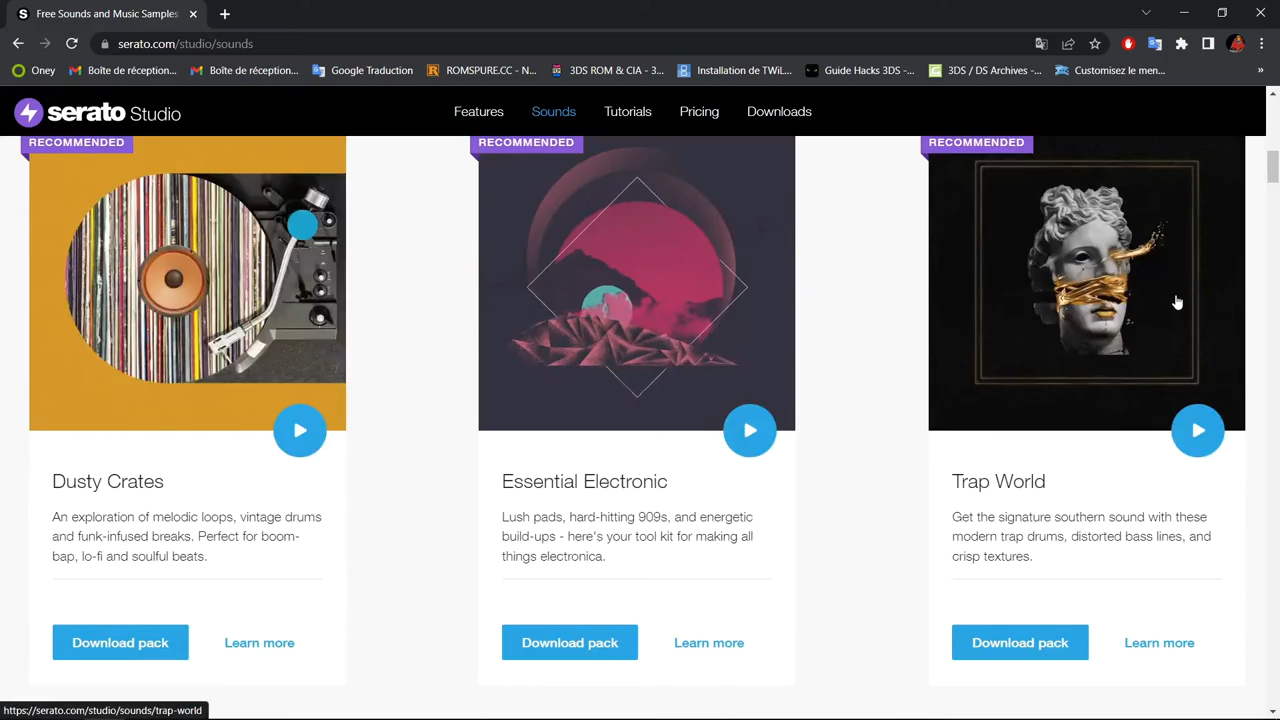 Free Sounds and Music Samples
serato.com/studio/sounds
Oney
Boîte de réception...
Boîte de réception...
Google Traduction
ROMSPURE.CC - N...
3DS ROM & CIA - 3...
Installation de TWiL...
Guide Hacks 3DS -...
3DS / DS Archives -...
Customisez le men...
»
serato Studio
Features
Sounds
Tutorials
Pricing
Downloads
RECOMMENDED
RECOMMENDED
RECOMMENDED
Dusty Crates
An exploration of melodic loops, vintage drums
and funk-infused breaks. Perfect for boom-
bap, lo-fi and soulful beats.
Download pack
Learn more
Essential Electronic
Lush pads, hard-hitting 909s, and energetic
build-ups - here's your tool kit for making all
things electronica.
Download pack
Learn more
Trap World
Get the signature southern sound with these
modern trap drums, distorted bass lines, and
crisp textures.
Download pack
Learn more
https://serato.com/studio/sounds/trap-world